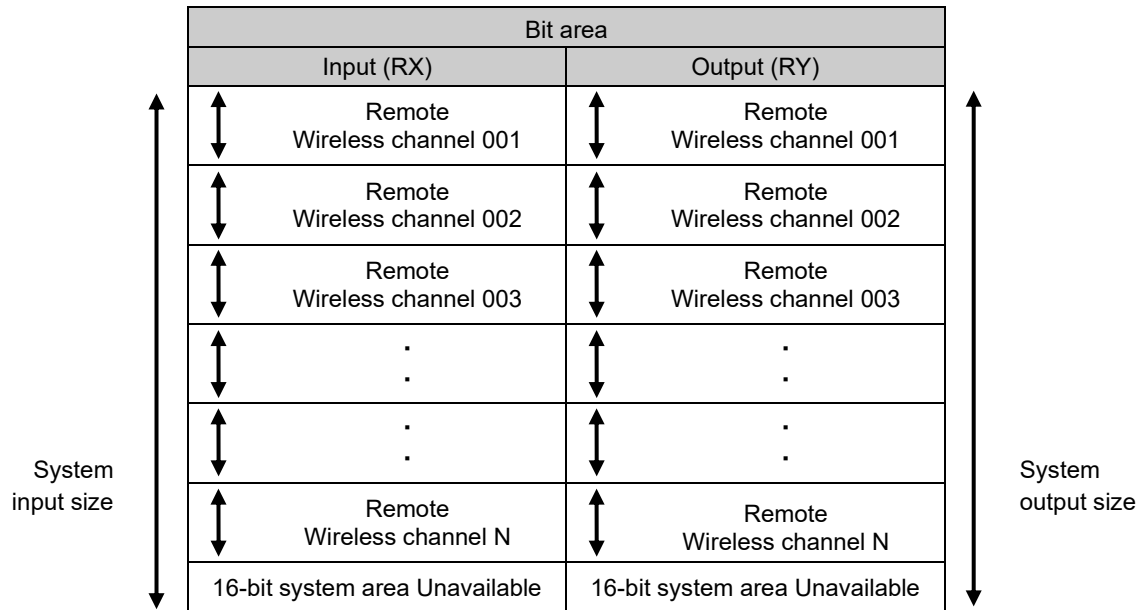 Bit area
Input (RX)
Output (RY)
Remote
Wireless channel 001
Remote
Wireless channel 001
Remote
Wireless channel 002
Remote
Wireless channel 002
Remote
Wireless channel 003
Remote
Wireless channel 003
System
input size
System
output size
Remote
Wireless channel N
Remote
Wireless channel N
16-bit system area Unavailable
16-bit system area Unavailable